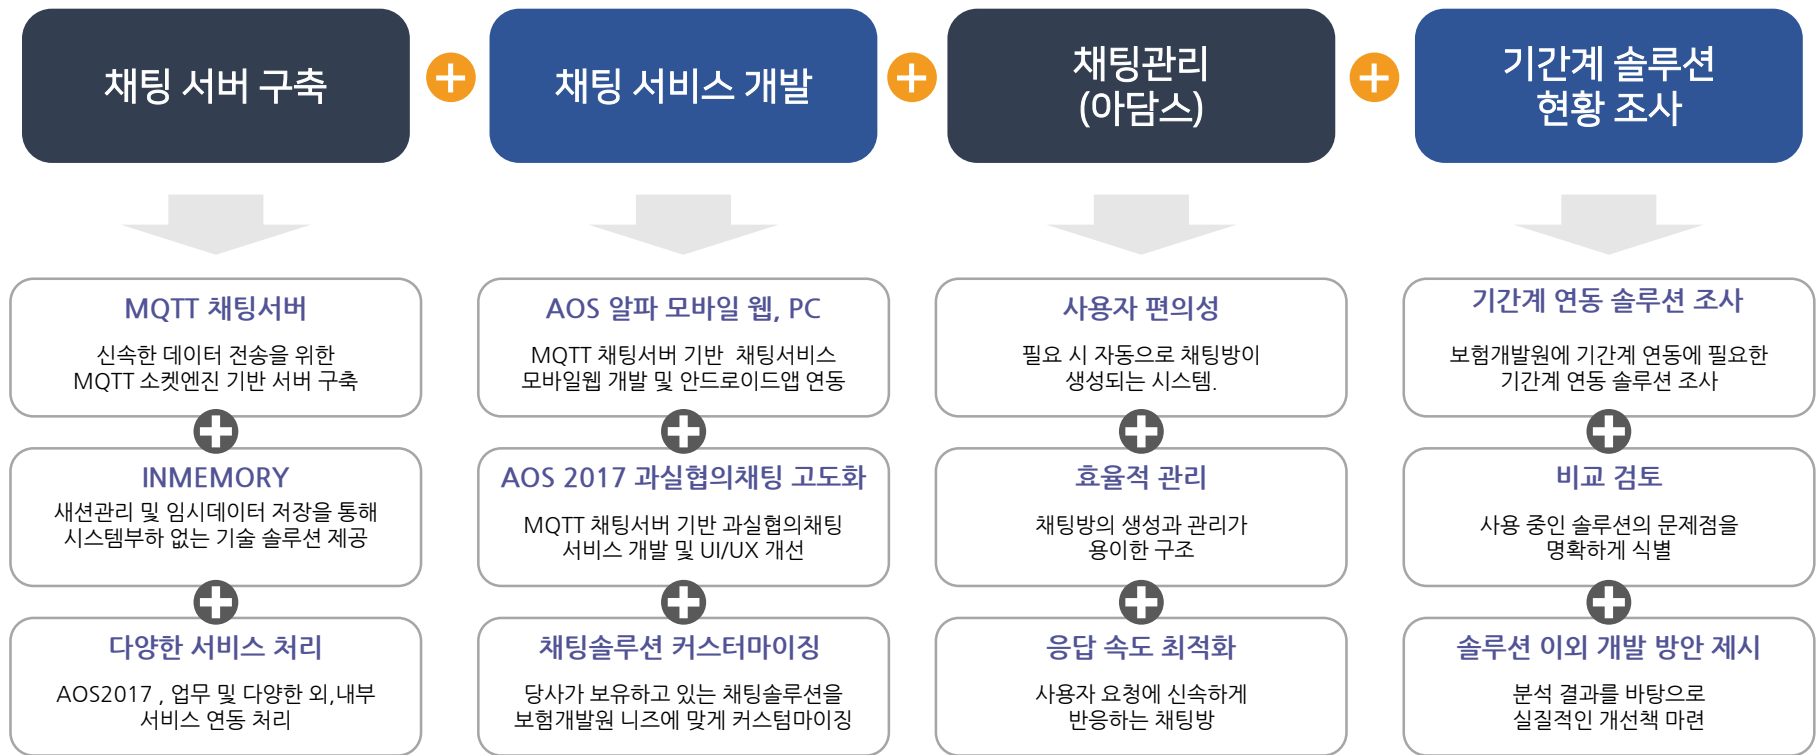 채팅 서버 구축
채팅 서비스 개발
채팅관리
(아담스)
기간계 솔루션
현황 조사
MQTT 채팅서버
신속한 데이터 전송을 위한
MQTT 소켓엔진 기반 서버 구축
INMEMORY
새션관리 및 임시데이터 저장을 통해
시스템부하 없는 기술 솔루션 제공
다양한 서비스 처리
AOS2017 , 업무 및 다양한 외,내부
서비스 연동 처리
AOS 알파 모바일 웹, PC
MQTT 채팅서버 기반 채팅서비스
모바일웹 개발 및 안드로이드앱 연동
AOS 2017 과실협의채팅 고도화
MQTT 채팅서버 기반 과실협의채팅
서비스 개발 및 UI/UX 개선
채팅솔루션 커스터마이징
당사가 보유하고 있는 채팅솔루션을
보험개발원 니즈에 맞게 커스텀마이징
사용자 편의성
필요 시 자동으로 채팅방이
생성되는 시스템.
효율적 관리
채팅방의 생성과 관리가
용이한 구조
응답 속도 최적화
사용자 요청에 신속하게
반응하는 채팅방
기간계 연동 솔루션 조사
보험개발원에 기간계 연동에 필요한
기간계 연동 솔루션 조사
비교 검토
사용 중인 솔루션의 문제점을
명확하게 식별
솔루션 이외 개발 방안 제시
분석 결과를 바탕으로
실질적인 개선책 마련